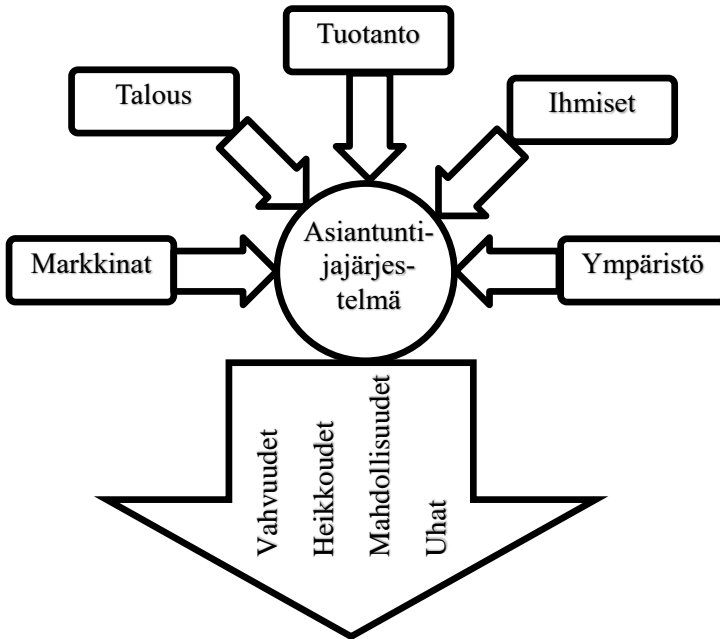 Tuotanto
Talous
Ihmiset
Markkinat
Asiantunti-
jajärjes-
telmä
Ympäristö
Vahvuudet
Heikkoudet
Mahdollisuudet
Uhat